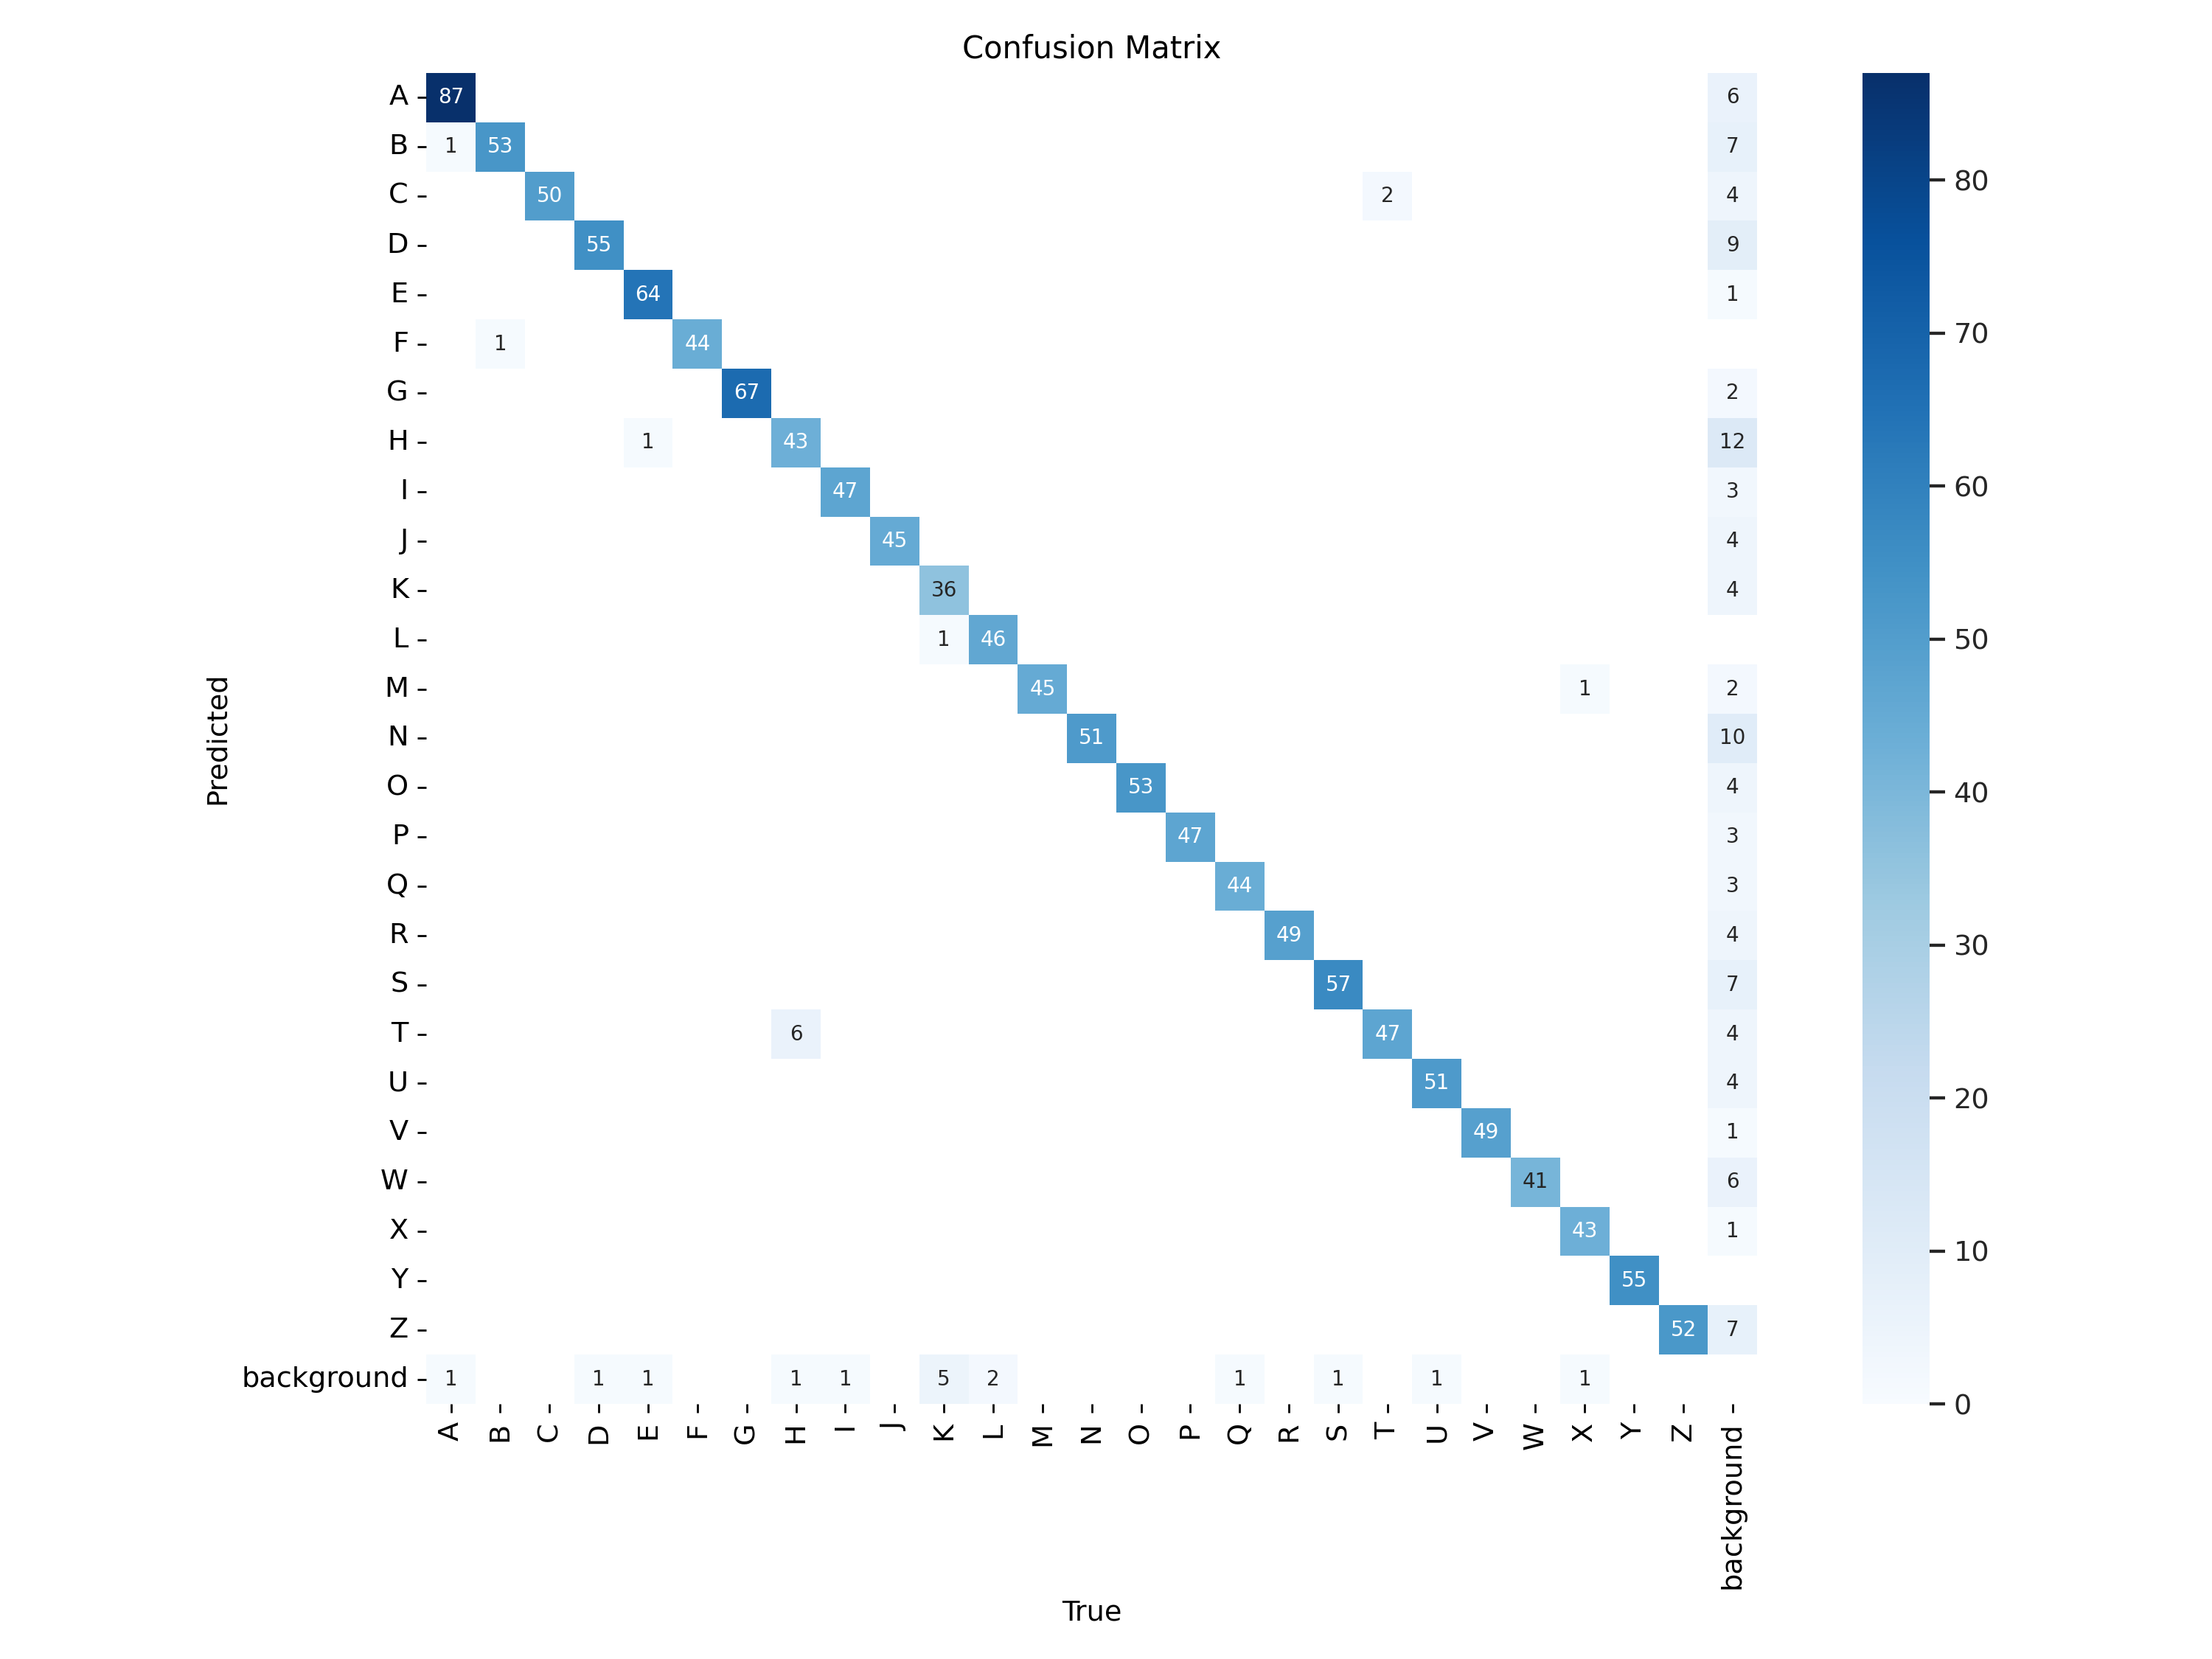 Confusion Matrix
A 87 6
B 1 53 7
C 50 2 4
D 55 9
E 64 1
F 1 44
G 67 2
H 1 43 12
I 47 3
J 45 4
K 36 4
L 1 46
M 45 1 2
N 51 10
O 53 4
P 47 3
Q 44 3
R 49 4
S 57 7
T 6 47 4
U 51 4
V 49 1
W 41 6
X 43 1
Y 55
Z 52 7
background 1 1 1 1 1 5 2 1 1 1 1
A B C D E F G H I J K L M N O P Q R S T U V W X Y Z background
True
Predicted
80
70
60
50
40
30
20
10
0